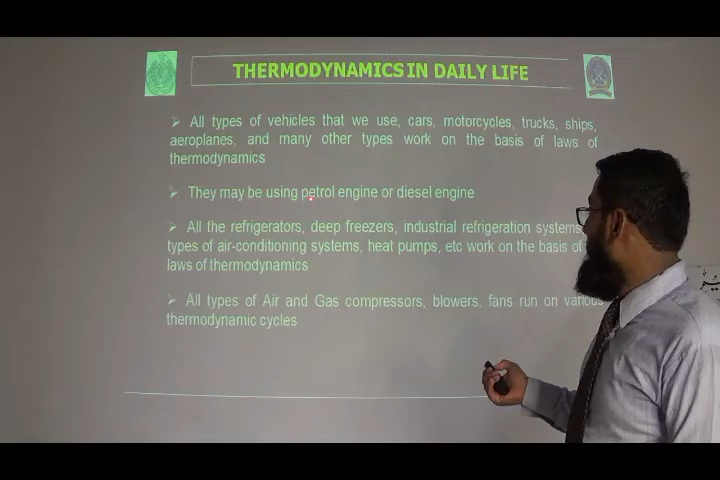 THERMODYNAMICS IN DAILY LIFE
➢ All types of vehicles that we use, cars, motorcycles, trucks, ships,
aeroplanes, and many other types work on the basis of laws of
thermodynamics
➢ They may be using petrol engine or diesel engine
➢ All the refrigerators, deep freezers, industrial refrigeration systems
types of air-conditioning systems, heat pumps, etc work on the basis of
laws of thermodynamics
➢ All types of Air and Gas compressors, blowers, fans run on various
thermodynamic cycles